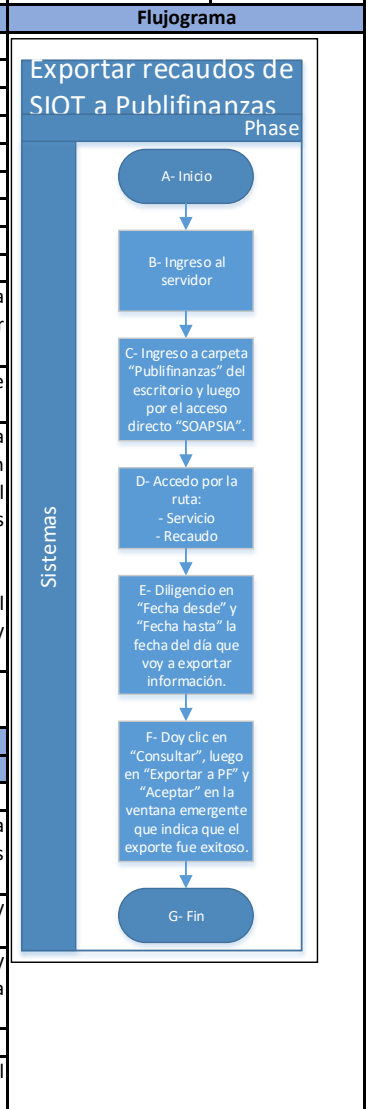 Flujograma
Exportar recaudos de
SIOT a Publifinanzas
Phase
Sistemas
A- Inicio
B- Ingreso al
servidor
C- Ingreso a carpeta
“Publifinanzas” del
escritorio y luego
por el acceso
directo “SOAPSIA”.
D- Accedo por la
ruta:
- Servicio
- Recaudo
E- Diligencio en
“Fecha desde” y
“Fecha hasta” la
fecha del día que
voy a exportar
información.
F- Doy clic en
“Consultar”, luego
en “Exportar a PF” y
“Aceptar” en la
ventana emergente
que indica que el
exporte fue exitoso.
G- Fin